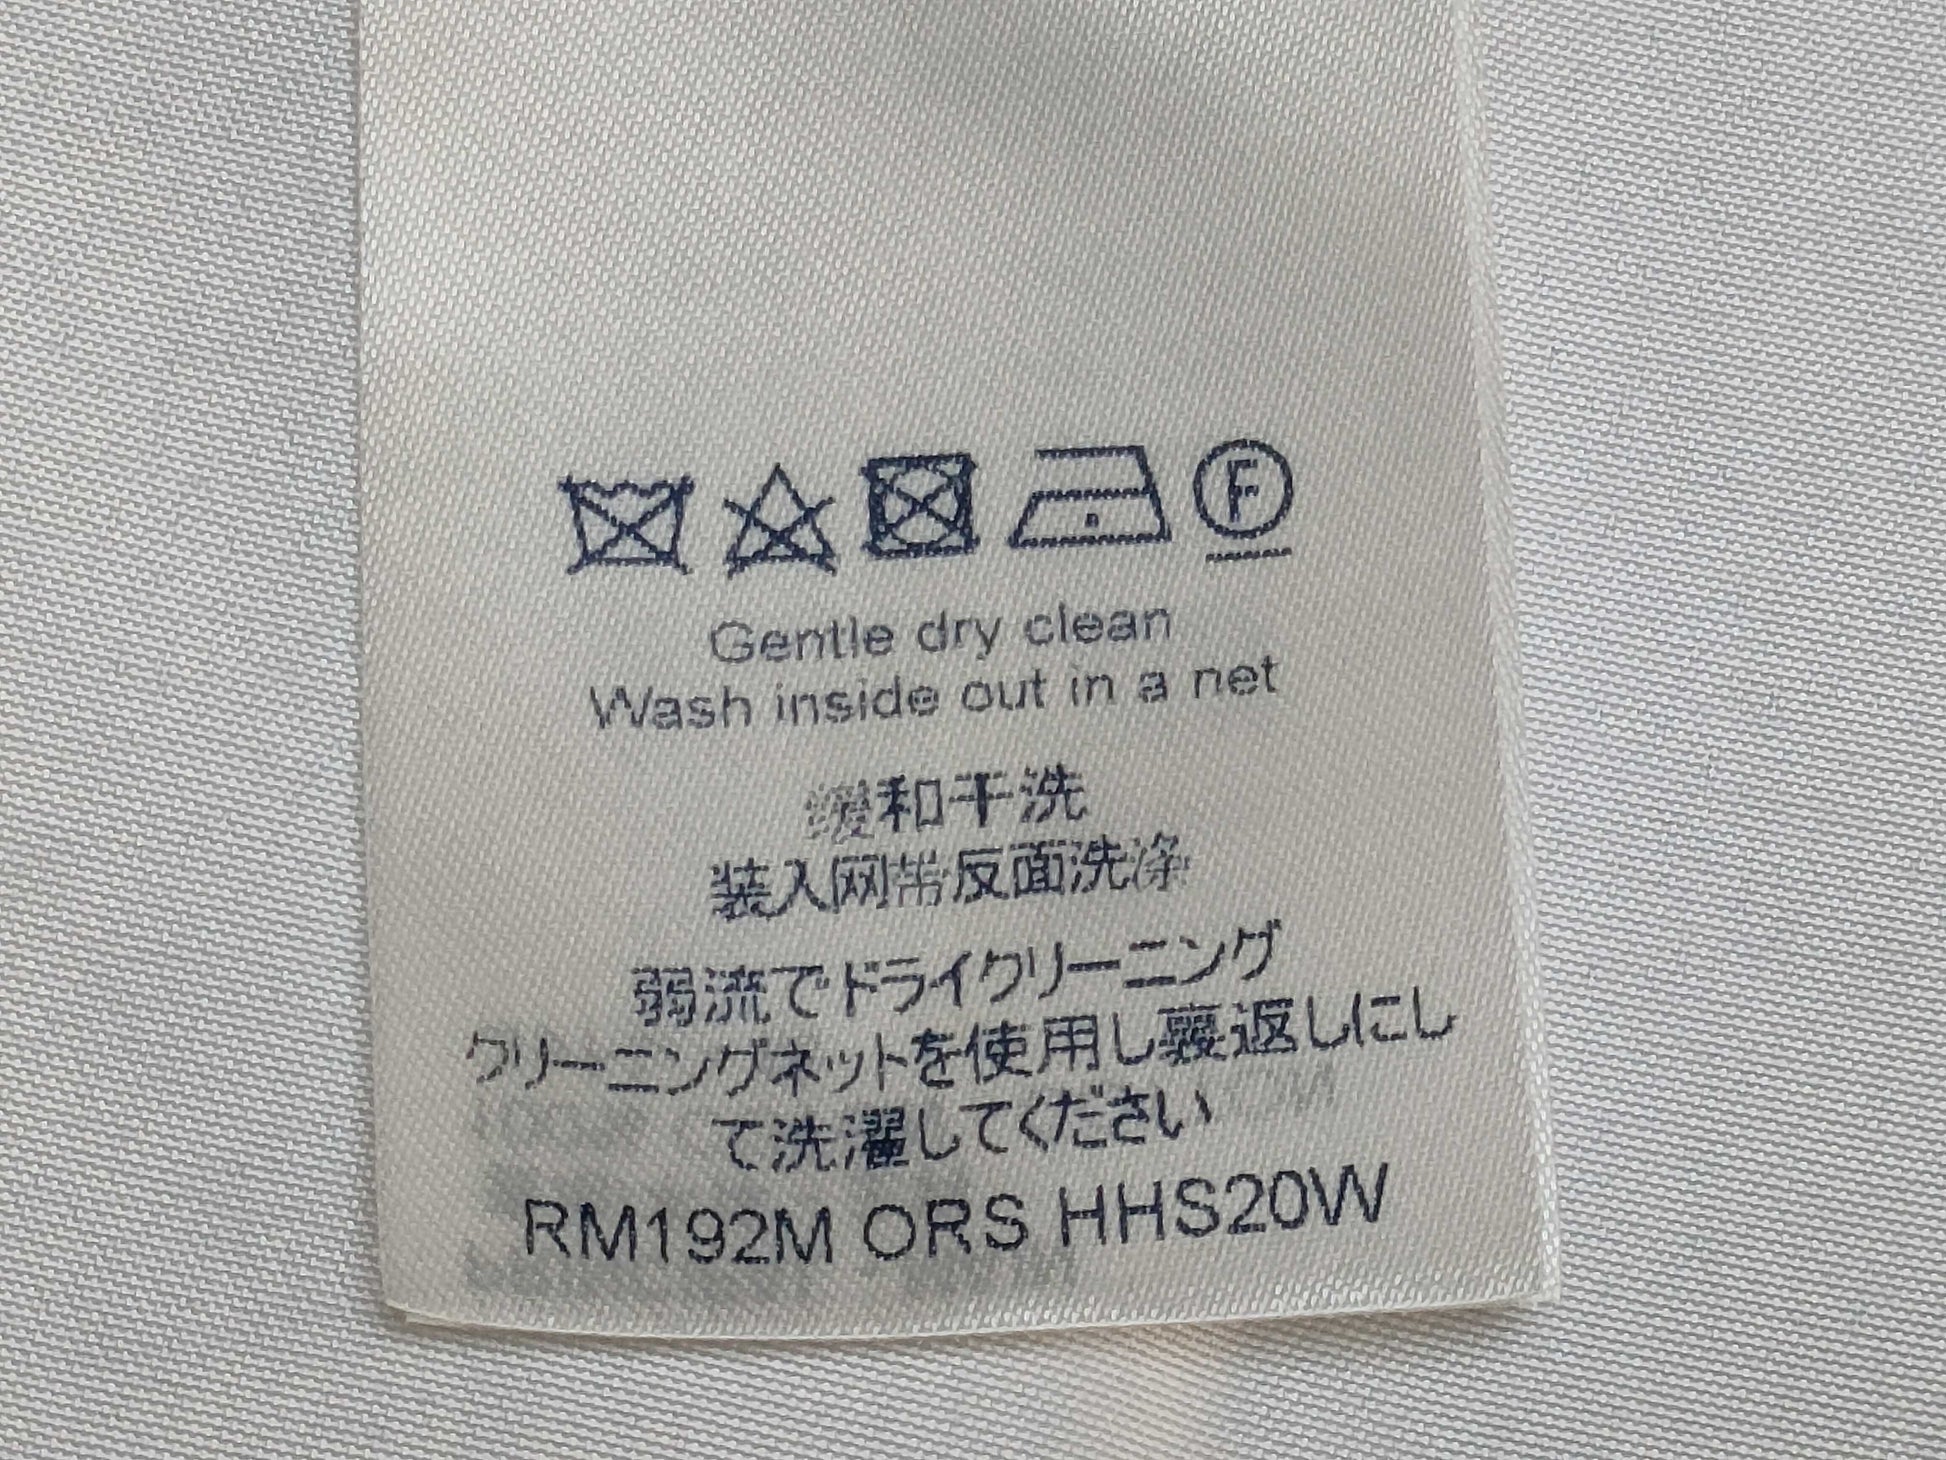 F
Gentle dry clean
Wash inside out in a net
缓和干洗
装入网带反面洗涤
弱流でドライクリーニング
クリーニングネットを使用し裏返しにし
て洗濯してください
RM192M ORS HHS20W